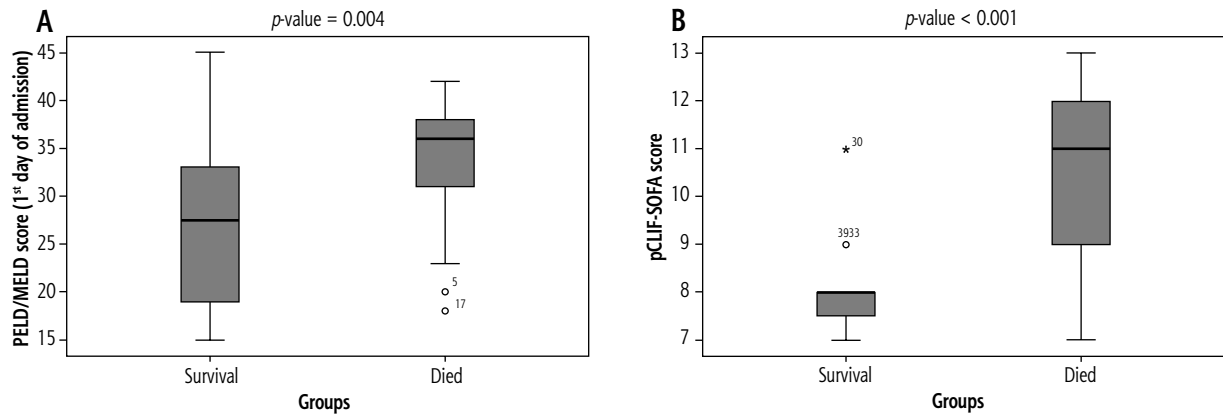 A
p-value = 0.004
PELD/MELD score (1st day of admission)
45
40
35
30
25
20
15
5
17
Survival
Died
Groups
B
p-value < 0.001
pCLIF-SOFA score
13
12
11
10
9
8
7
30
3933
Survival
Died
Groups